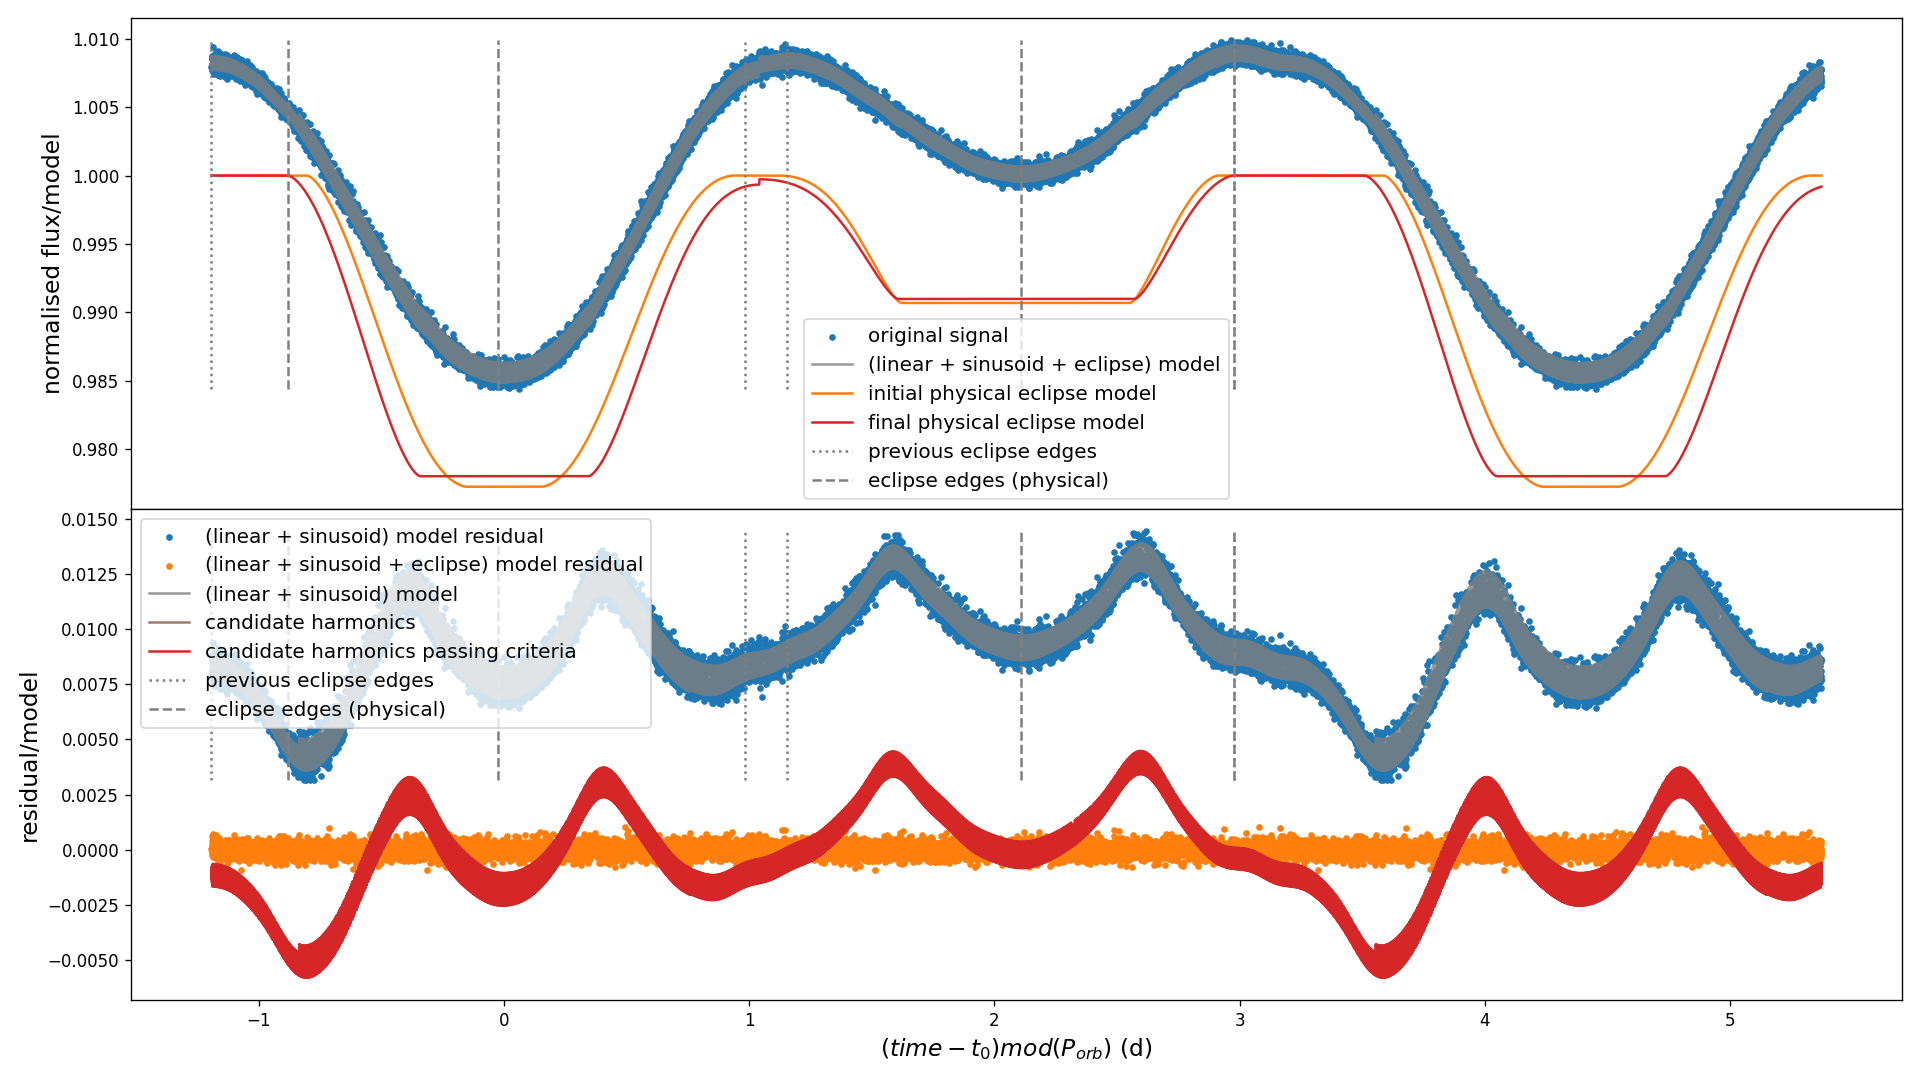 1.010
1.005
1.000
0.995
0.990
0.985
0.980
normalised flux/model
original signal
(linear + sinusoid + eclipse) model
initial physical eclipse model
final physical eclipse model
previous eclipse edges
eclipse edges (physical)
0.0150
0.0125
0.0100
0.0075
0.0050
0.0025
0.0000
−0.0025
−0.0050
residual/model
(linear + sinusoid) model residual
(linear + sinusoid + eclipse) model residual
(linear + sinusoid) model
candidate harmonics
candidate harmonics passing criteria
previous eclipse edges
eclipse edges (physical)
−1 0 1 2 3 4 5
(time − t₀)mod(P_orb) (d)